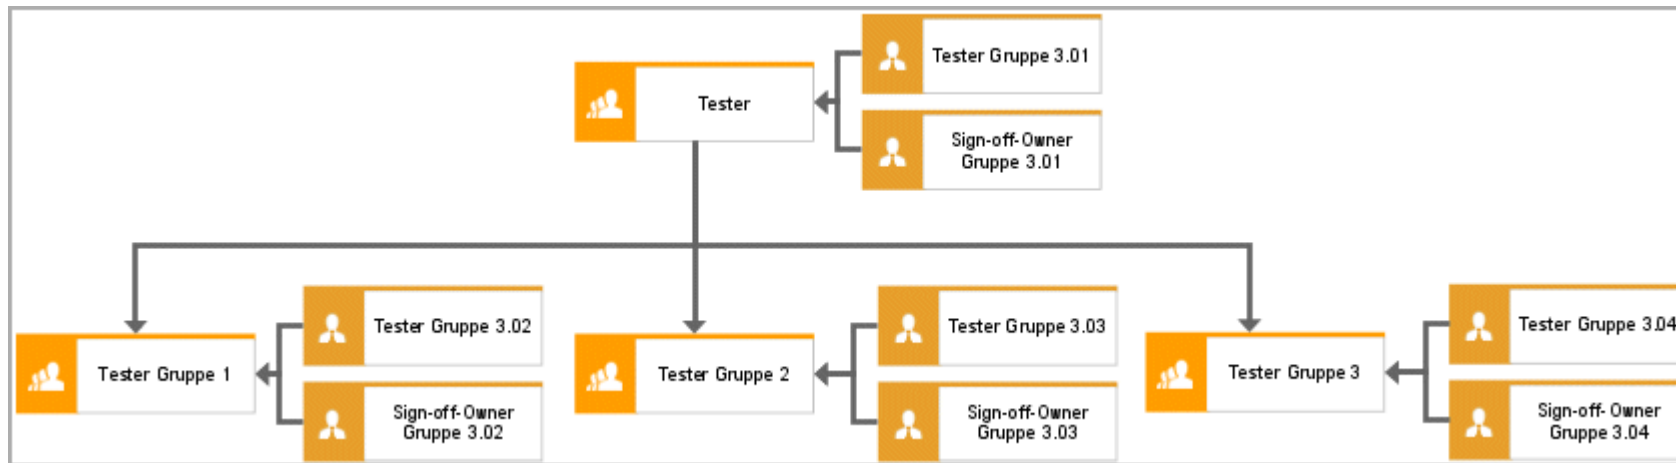 Tester Gruppe 3.01
Tester
Sign-off-Owner
Gruppe 3.01
Tester Gruppe 3.02
Tester Gruppe 1
Sign-off-Owner
Gruppe 3.02
Tester Gruppe 3.03
Tester Gruppe 2
Sign-off-Owner
Gruppe 3.03
Tester Gruppe 3.04
Tester Gruppe 3
Sign-off-Owner
Gruppe 3.04